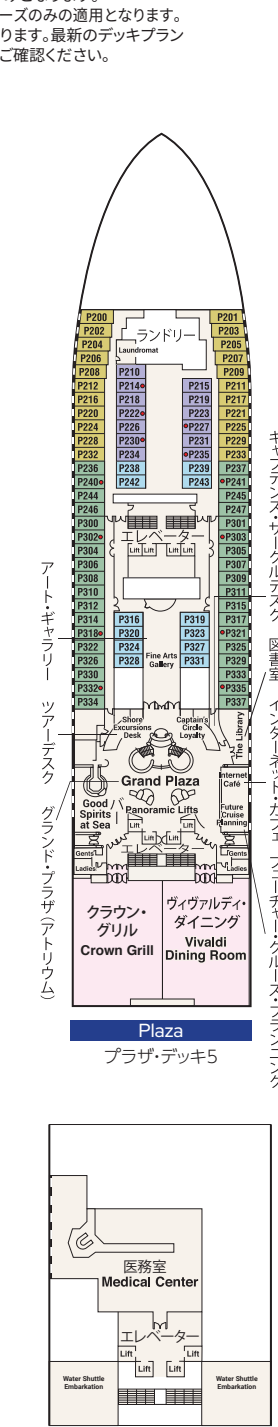 ーズのみの適用となります。
ります。最新のデッキプラン
ご確認ください。
P200 P201
P202 ランドリー P203
P204 P205
Laundromat
P206 P207
P208 P210 P209
P212 P214 P215 P211
P216 P218 P219 P217
P220 P222 P223 P221
P224 P226 P227 P225
P228 P230 P231 P229
P232 P234 P235 P233
P236 P238 P239 P237
P240 P242 P243 P241
P244 P245
P246 P247
P300 P301
エレベーター
P302 P303
Lift Lift Lift Lift
P304 P305
P306 P307
P308 P309
P310 P311
P312 P315
P314 P316 P319 P317
P318 P320 P323 P321
P322 P324 P327 P325
P326 P328 P331 P329
Fine Arts
Gallery
P330 P333
P332 P335
P334 P337
キャプテンズ・サークルデスク
図書室
インターネット・カフェ
フューチャー・クルーズ・プランニング
アート・ギャラリー
ツアーデスク
グランド・プラザ(アトリウム)
Shore
Excursions
Desk
Captain's
Circle
Loyalty
The Library
Grand Plaza
Internet
Café
Good
Spirits
at Sea
バー
Panoramic Lifts
Future
Cruise
Planning
Lift Lift
エレベーター
Lift Lift
Gents Gents
Ladies Ladies
クラウン・
グリル
Crown Grill
ヴィヴァルディ・
ダイニング
Vivaldi
Dining Room
Plaza
プラザ・デッキ5
医務室
Medical Center
エレベーター
Lift Lift
Lift Lift
Water Shuttle
Embarkation
Water Shuttle
Embarkation